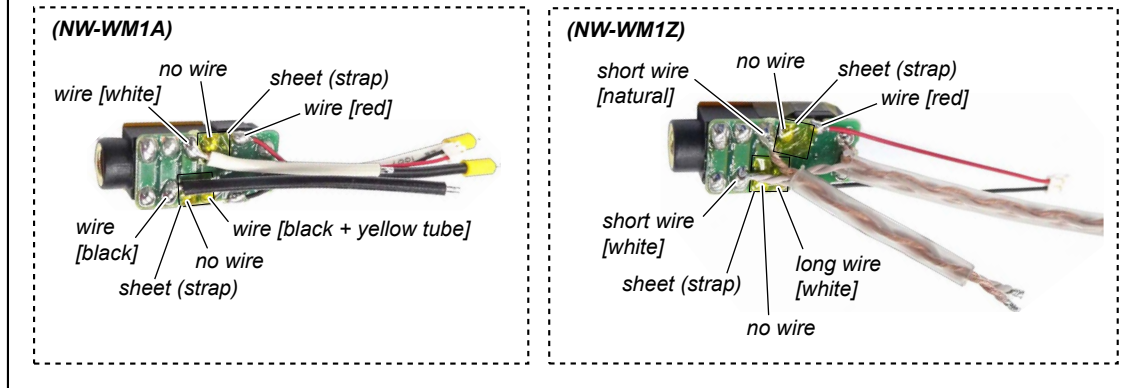 (NW-WM1A)
no wire
sheet (strap)
wire [white]
wire [red]
wire
[black]
wire [black + yellow tube]
no wire
sheet (strap)
(NW-WM1Z)
short wire
[natural]
no wire
sheet (strap)
wire [red]
short wire
[white]
sheet (strap)
long wire
[white]
no wire